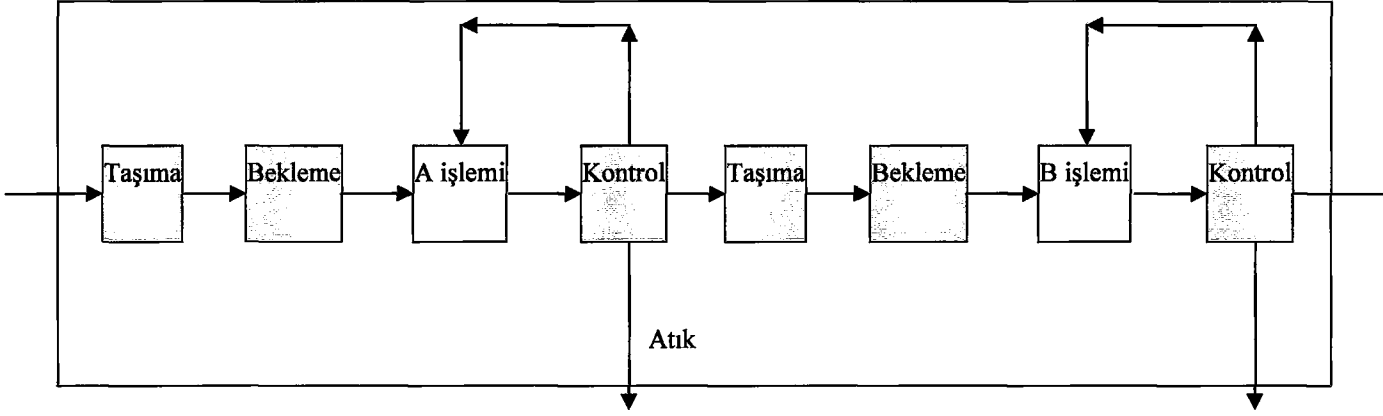 Taşıma
Bekleme
A işlemi
Kontrol
Taşıma
Bekleme
B işlemi
Kontrol
Atık